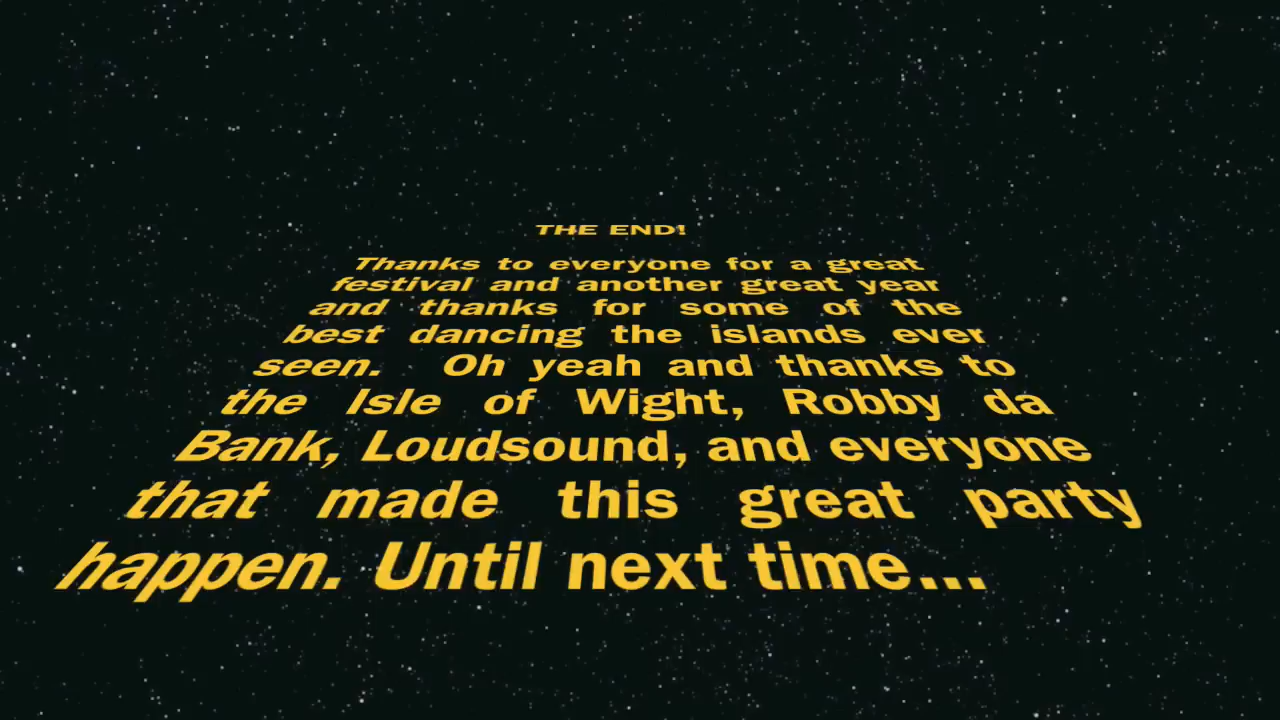 THE END!
Thanks to everyone for a great
festival and another great year
and thanks for some of the
best dancing the islands ever
seen. Oh yeah and thanks to
the Isle of Wight, Robby da
Bank, Loudsound, and everyone
that made this great party
happen. Until next time...